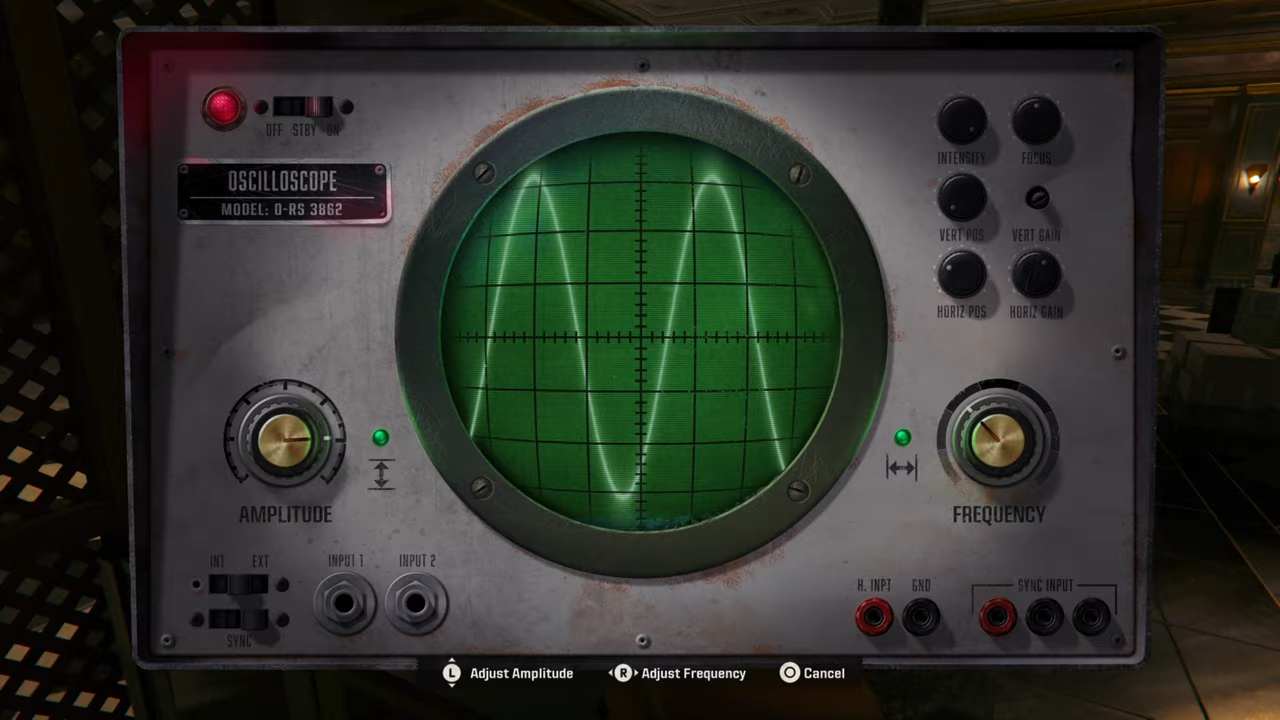 OFF STBY ON
OSCILLOSCOPE
MODEL: O-RS 3862
INTENSITY
FOCUS
VERT POS
VERT GAIN
HORIZ POS
HORIZ GAIN
AMPLITUDE
FREQUENCY
INT
EXT
SYNC
INPUT 1
INPUT 2
H. INPT
GND
SYNC INPUT
L Adjust Amplitude
R Adjust Frequency
Cancel